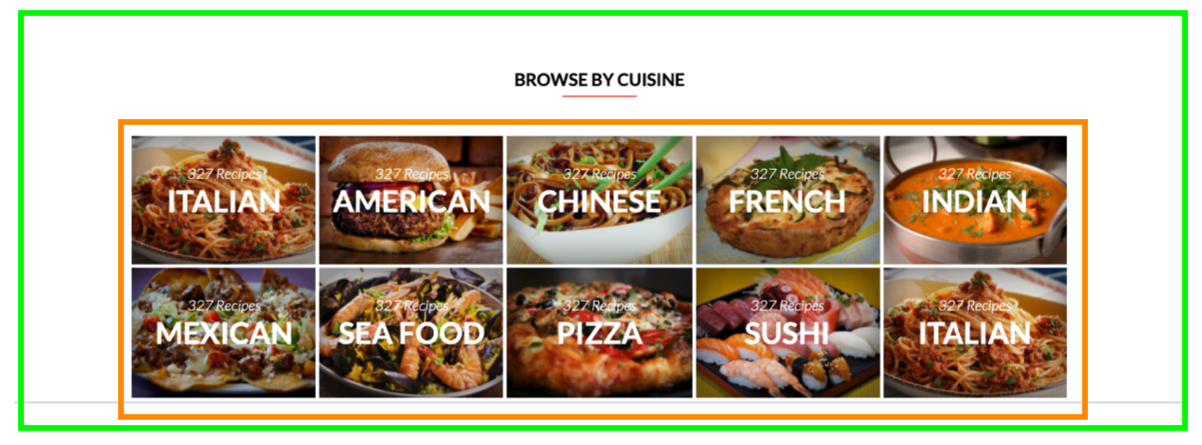 BROWSE BY CUISINE
327 Recipes
ITALIAN
327 Recipes
AMERICAN
327 Recipes
CHINESE
327 Recipes
FRENCH
327 Recipes
INDIAN
327 Recipes
MEXICAN
327 Recipes
SEA FOOD
327 Recipes
PIZZA
327 Recipes
SUSHI
327 Recipes
ITALIAN